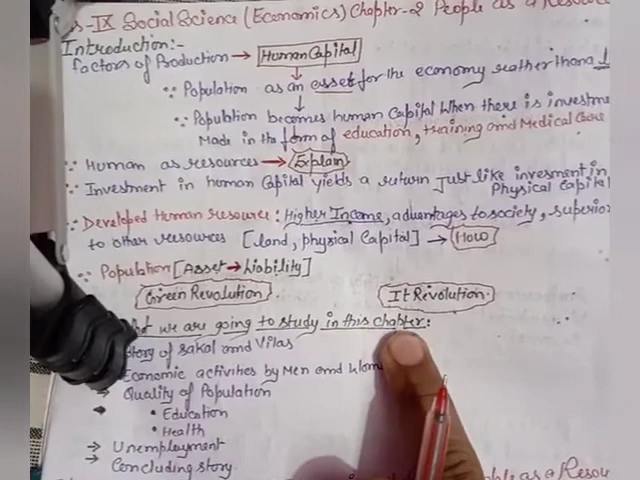 s-IX Social Science (Economics) Chapter-2 People as a Resource
Introduction:-
Factors of Production → Human Capital
∵ Population as an asset for the economy rather than a
∵ Population becomes human Capital When there is investme
Made in the form of education, training and Medical Care
∵ Human as resources → Explain
∵ Investment in human Capital yields a return Just like invesment in
Physical Capital
∵ Developed Human resource: Higher Income, advantages to society, superior
to other resources [land, physical Capital] → How
∵ Population [Asset → Liability]
Green Revolution It Revolution
we are going to study in this chapter:
story of Sakal and Vilas
Economic activities by Men and Wom
→ Quality of Population
• Education
• Health
→ Unemployment
→ Concluding story
ple as a Resou